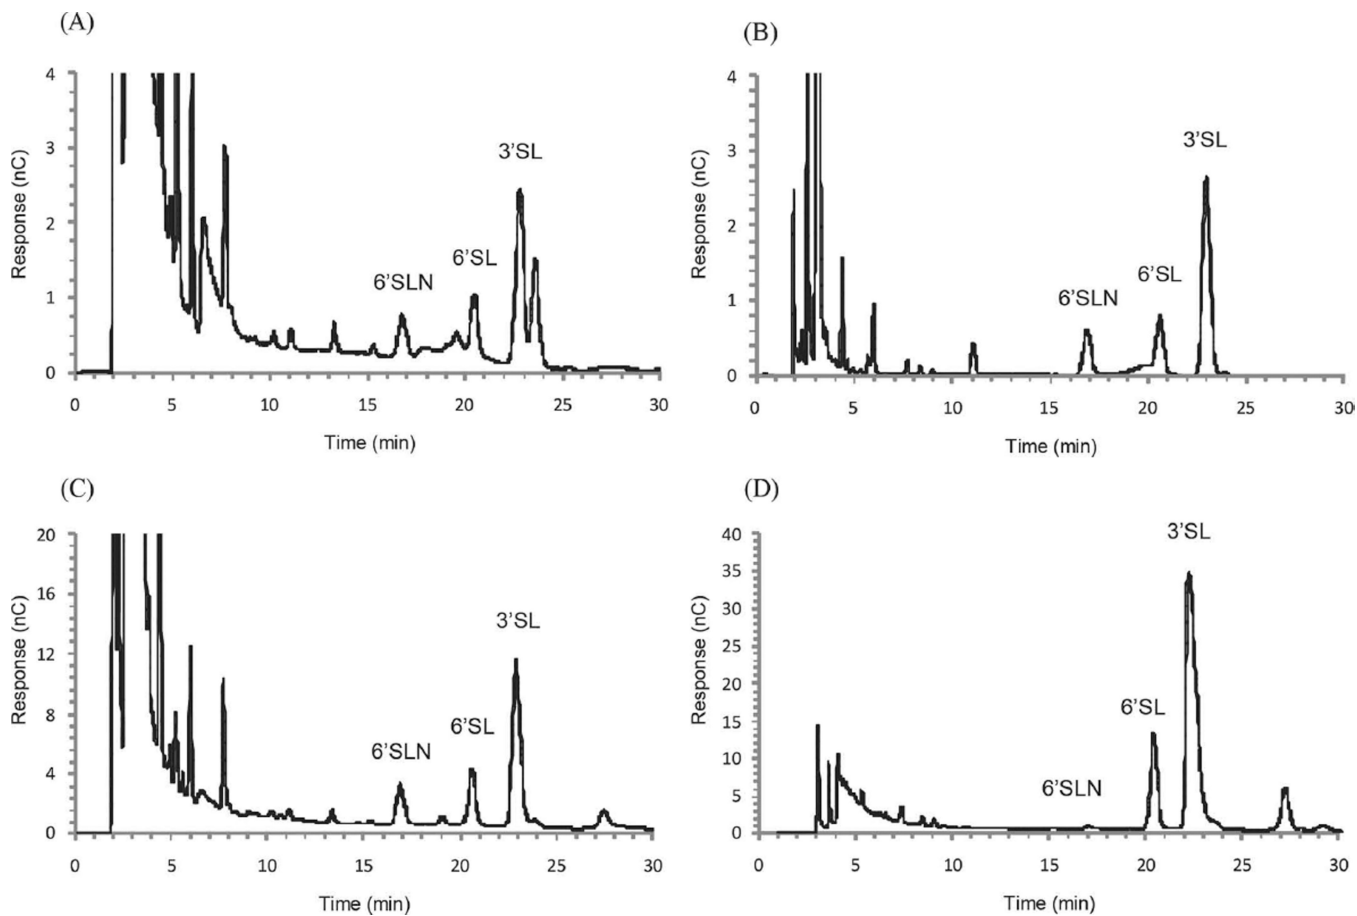 (A)
4
3
2
1
0
Response (nC)
3'SL
6'SL
6'SLN
0 5 10 15 20 25 30
Time (min)
(B)
4
3
2
1
0
Response (nC)
3'SL
6'SL
6'SLN
0 5 10 15 20 25 30
Time (min)
(C)
20
16
12
8
4
0
Response (nC)
3'SL
6'SL
6'SLN
0 5 10 15 20 25 30
Time (min)
(D)
40
35
30
25
20
15
10
5
0
Response (nC)
3'SL
6'SL
6'SLN
0 5 10 15 20 25 30
Time (min)